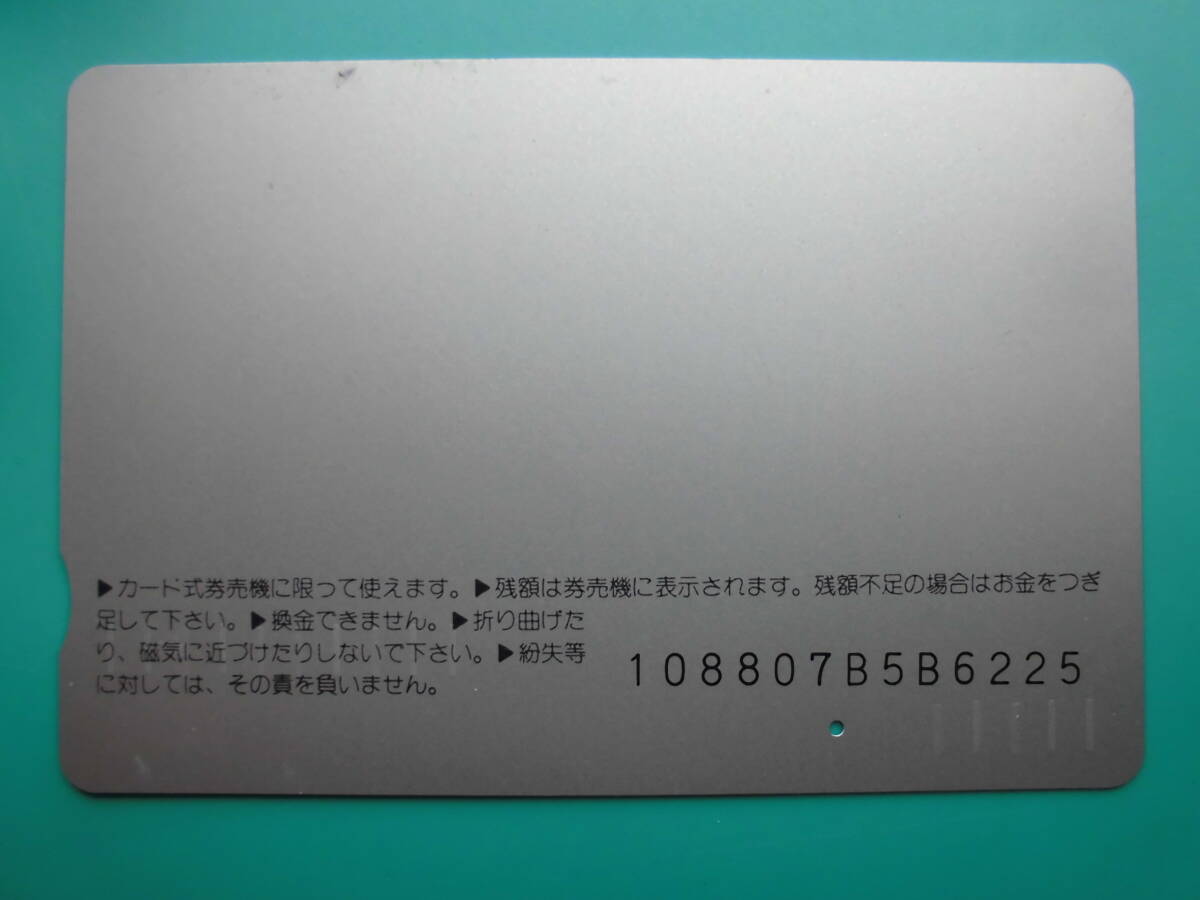 ▶カード式券売機に限って使えます。▶残額は券売機に表示されます。残額不足の場合はお金をつぎ
足して下さい。▶換金できません。▶折り曲げた
り、磁気に近づけたりしないで下さい。▶紛失等
に対しては、その責を負いません。
108807B5B6225